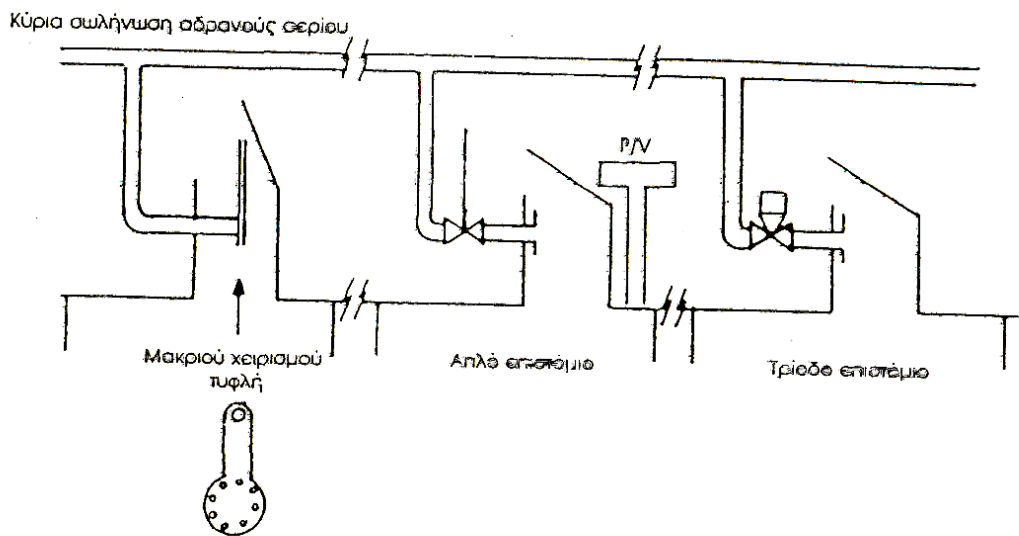 Κύρια σωλήνωση αδρανούς αερίου
P/V
Μακριού χειρισμού
τυφλή
Απλό επιστόμιο
Τρίοδο επιστόμιο